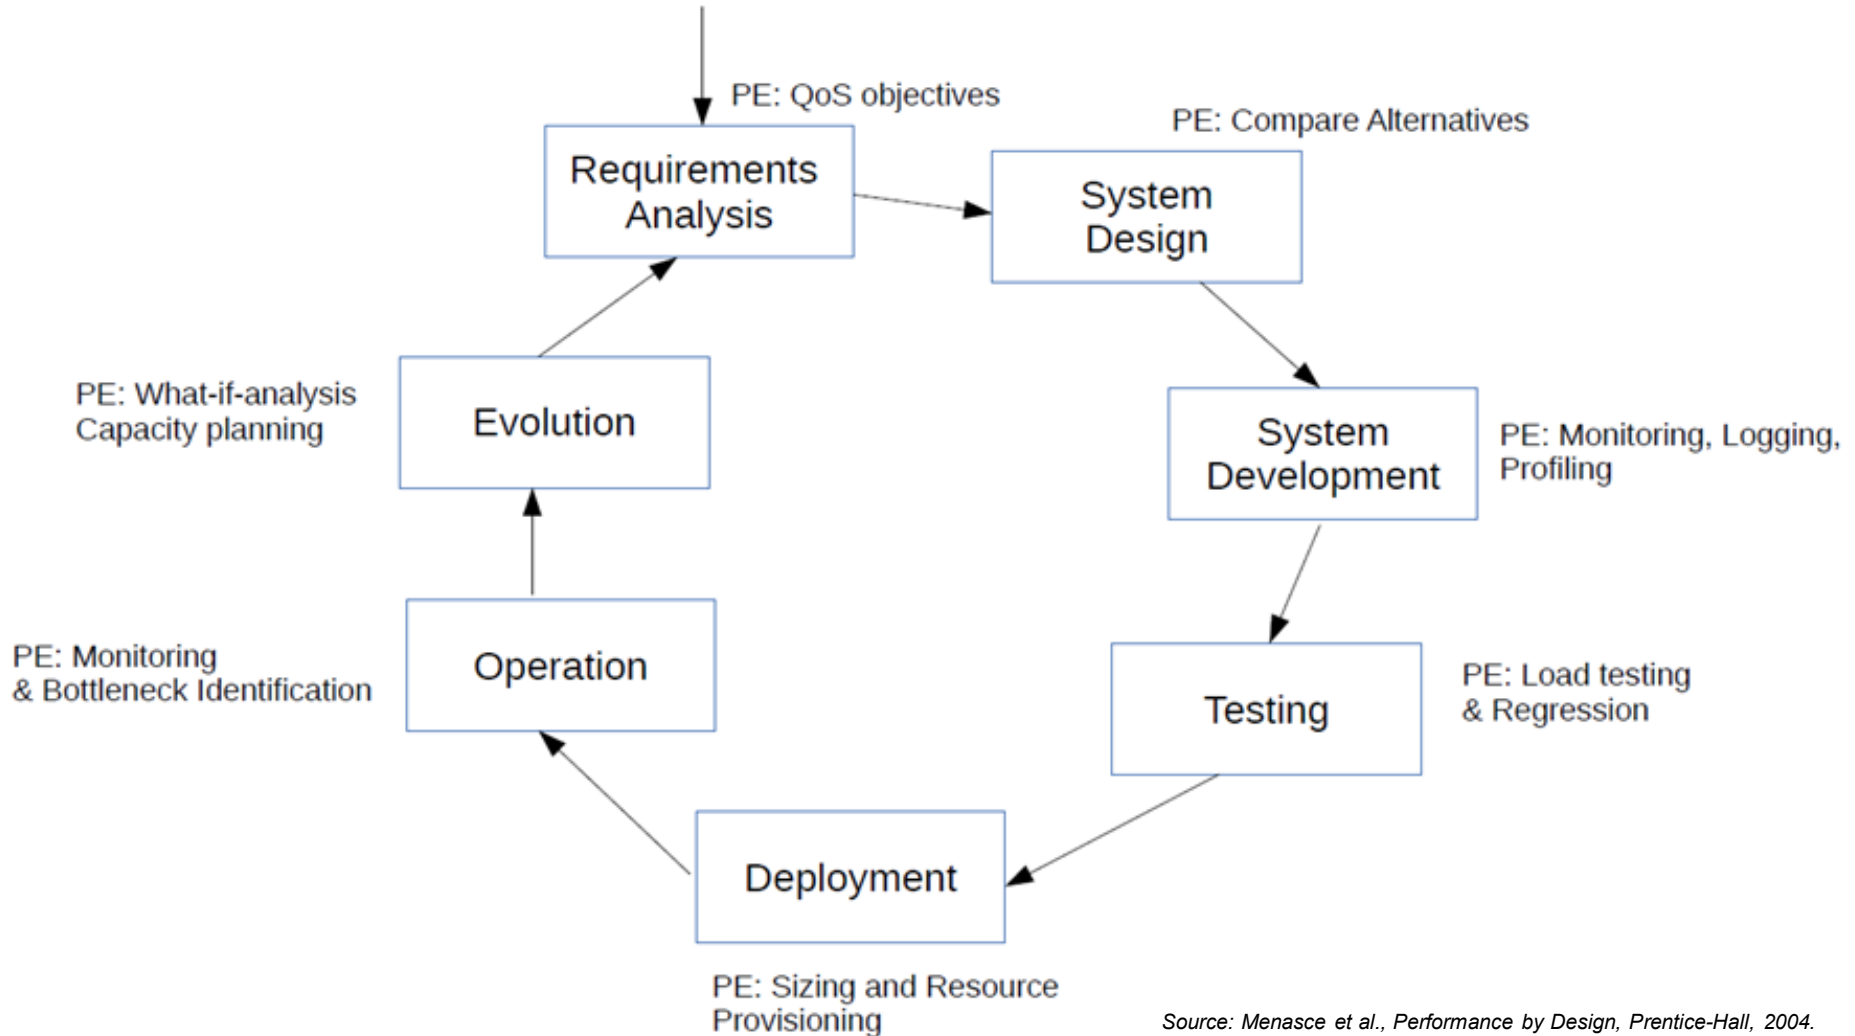 PE: QoS objectives
Requirements
Analysis
PE: Compare Alternatives
System
Design
System
Development
PE: Monitoring, Logging,
Profiling
Testing
PE: Load testing
& Regression
Deployment
PE: Sizing and Resource
Provisioning
Operation
PE: Monitoring
& Bottleneck Identification
Evolution
PE: What-if-analysis
Capacity planning
Source: Menasce et al., Performance by Design, Prentice-Hall, 2004.